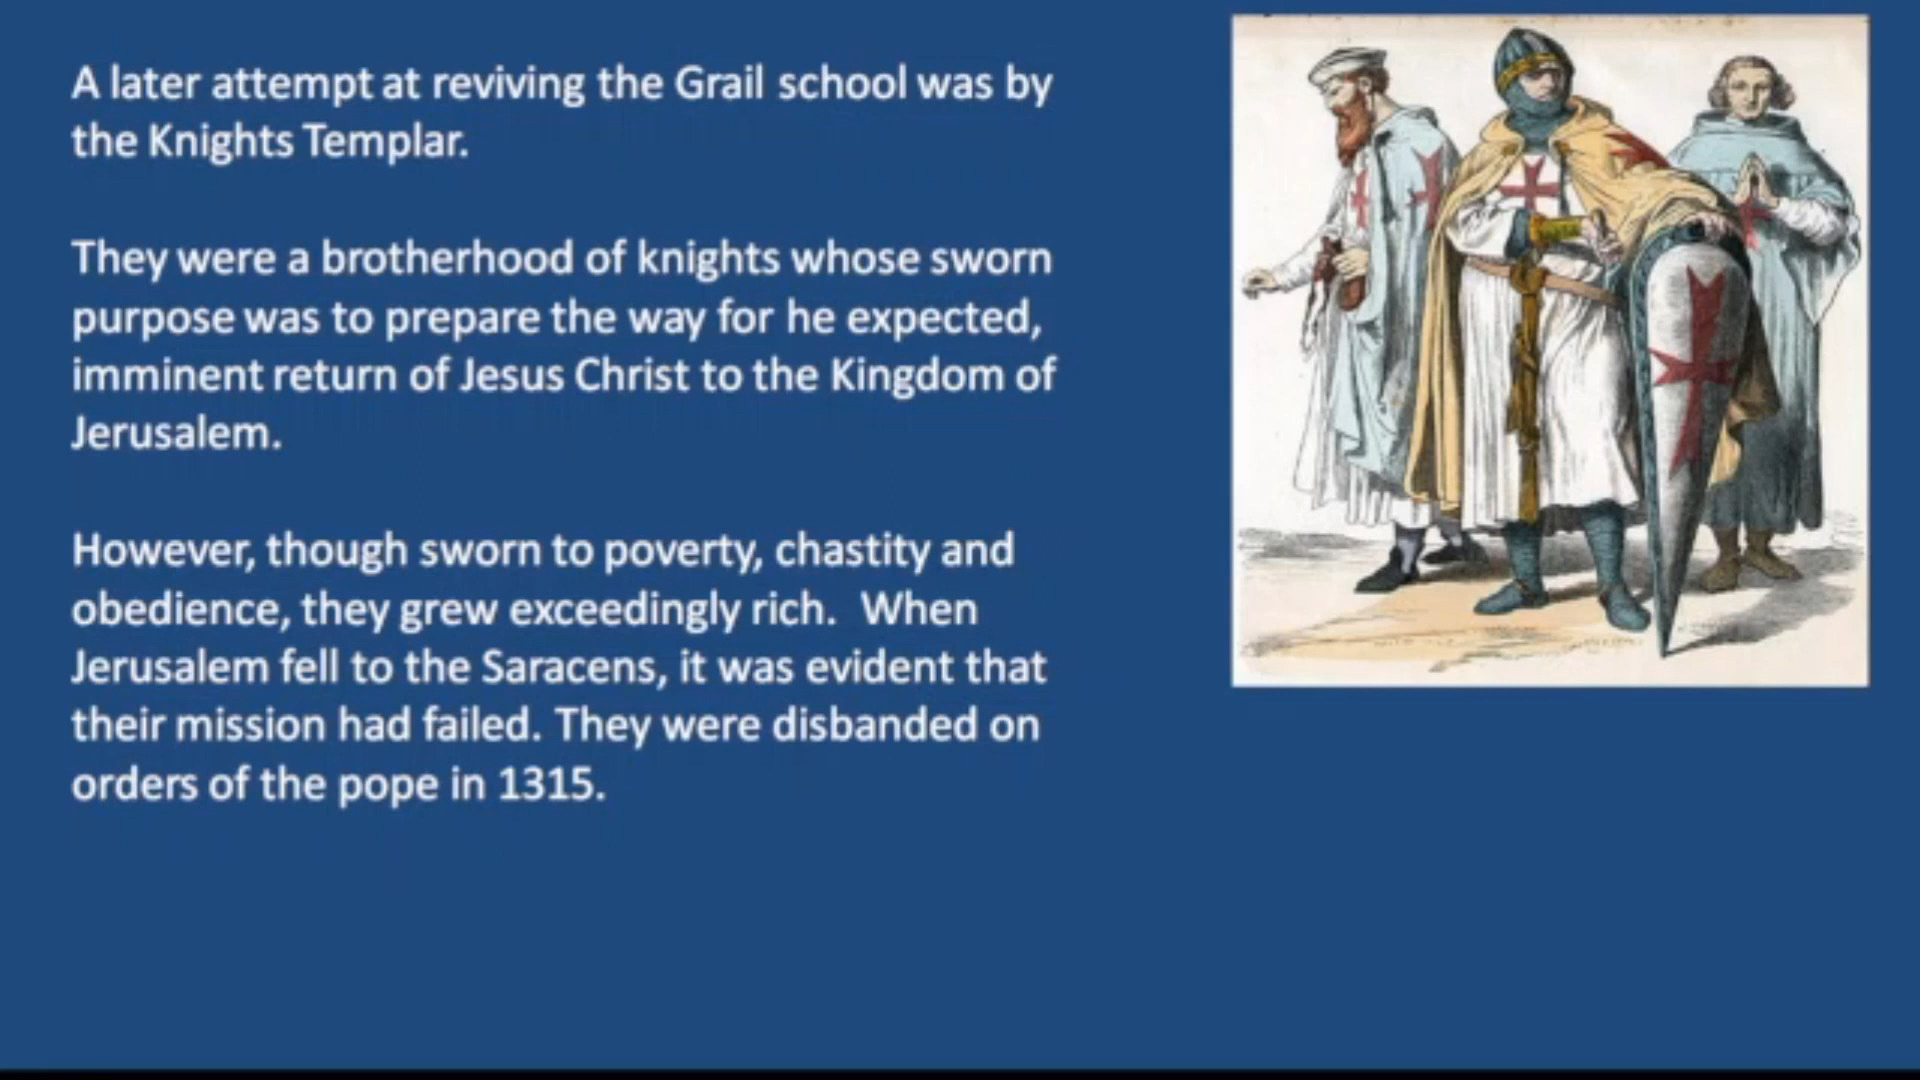 A later attempt at reviving the Grail school was by
the Knights Templar.
They were a brotherhood of knights whose sworn
purpose was to prepare the way for he expected,
imminent return of Jesus Christ to the Kingdom of
Jerusalem.
However, though sworn to poverty, chastity and
obedience, they grew exceedingly rich.  When
Jerusalem fell to the Saracens, it was evident that
their mission had failed. They were disbanded on
orders of the pope in 1315.